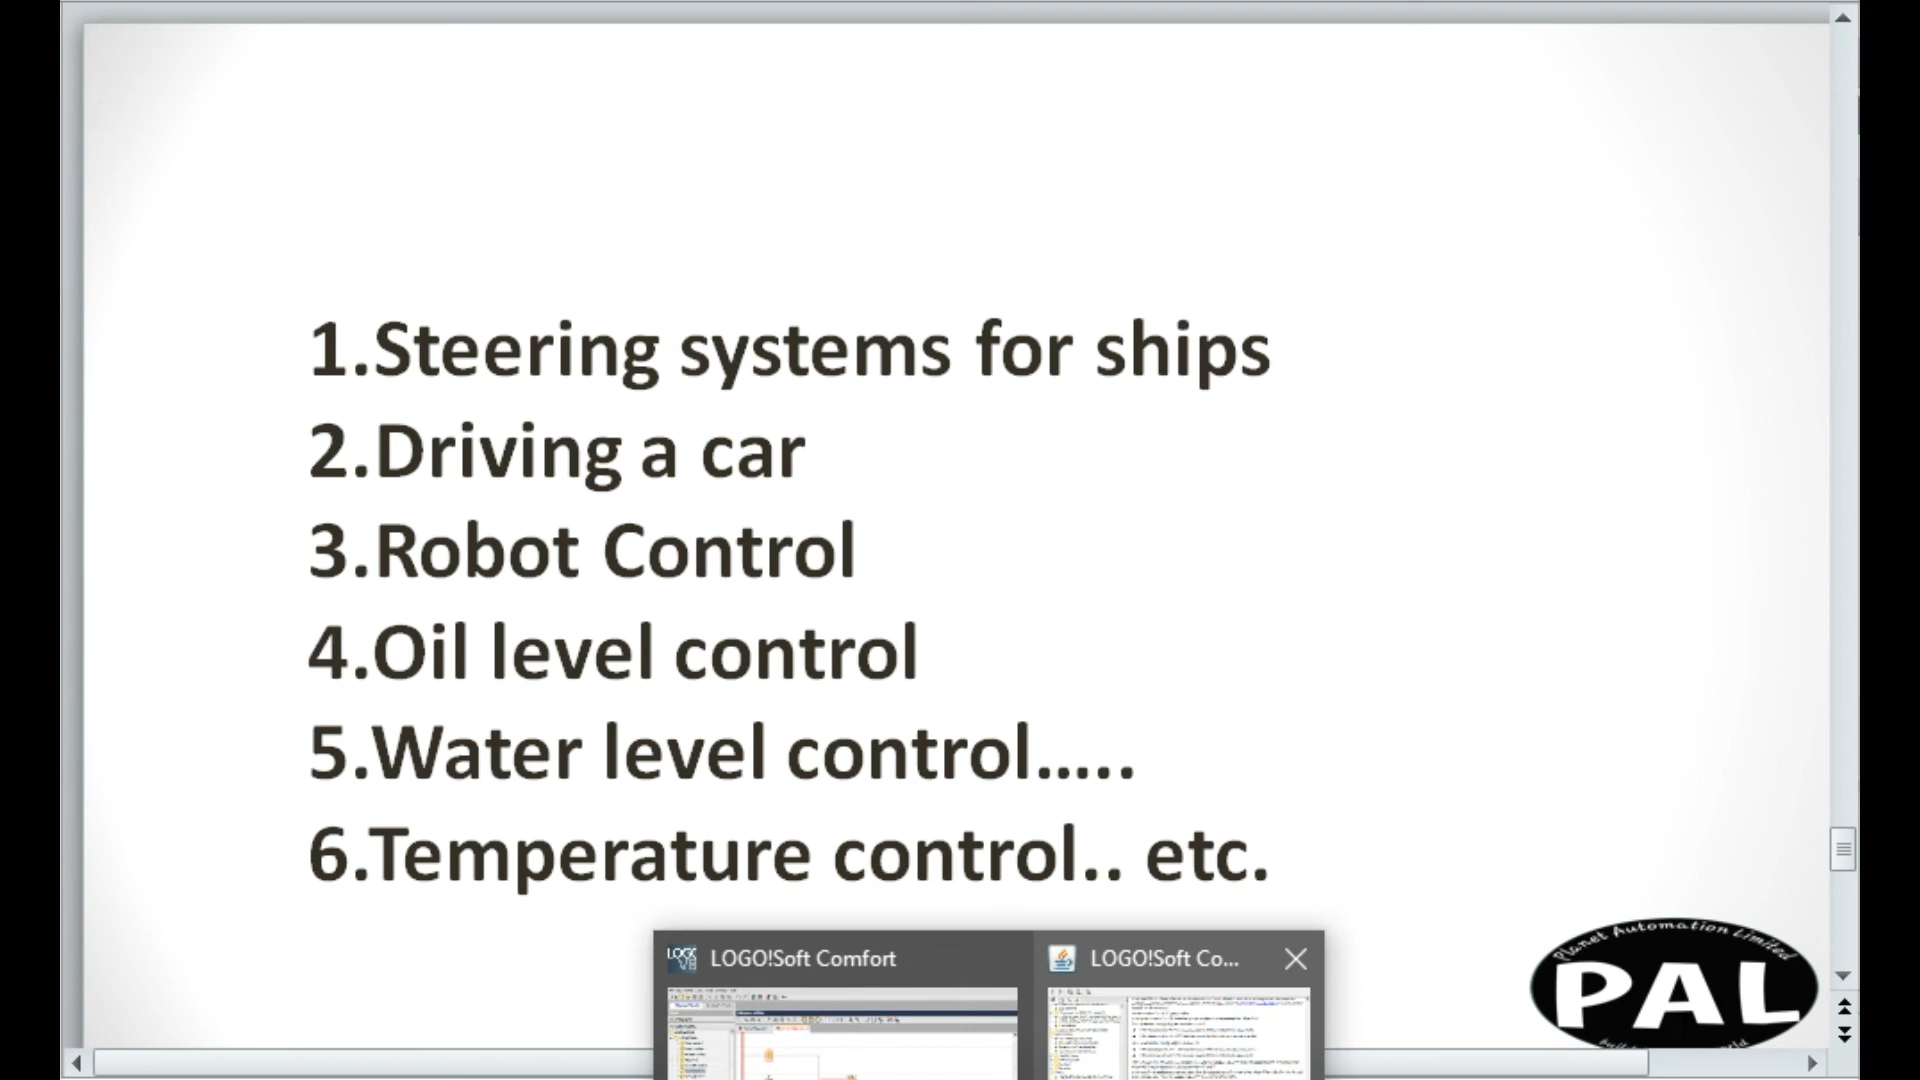 1.Steering systems for ships
2.Driving a car
3.Robot Control
4.Oil level control
5.Water level control.....
6.Temperature control.. etc.
LOGO!Soft Comfort
LOGO!Soft Co...
Planet Automation Limited
PAL